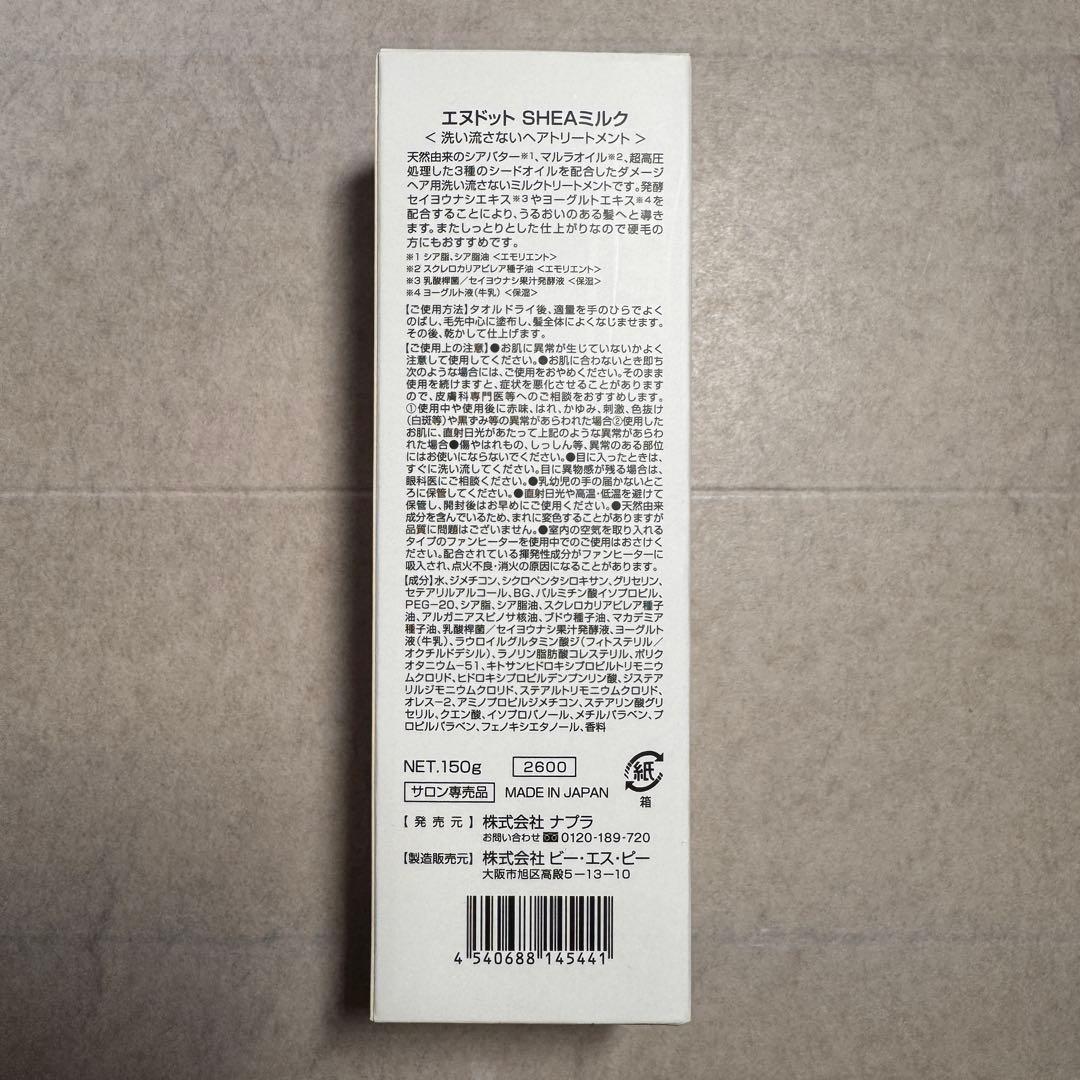 エヌドット SHEAミルク
＜ 洗い流さないヘアトリートメント ＞
天然由来のシアバター※1、マルラオイル※2、超高圧
処理した3種のシードオイルを配合したダメージ
ヘア用洗い流さないミルクトリートメントです。発酵
セイヨウナシエキス※3やヨーグルトエキス※4を
配合することにより、うるおいのある髪へと導き
ます。またしっとりとした仕上がりなので硬毛の
方にもおすすめです。
※1 シア脂、シア脂油 ＜エモリエント＞
※2 スクレロカリアビレア種子油 ＜エモリエント＞
※3 乳酸桿菌／セイヨウナシ果汁発酵液 ＜保湿＞
※4 ヨーグルト液(牛乳) ＜保湿＞
【ご使用方法】タオルドライ後、適量を手のひらでよく
のばし、毛先中心に塗布し、髪全体によくなじませます。
その後、乾かして仕上げます。
【ご使用上の注意】●お肌に異常が生じていないかよく
注意して使用してください。●お肌に合わないとき即ち
次のような場合には、ご使用をおやめください。そのまま
使用を続けますと、症状を悪化させることがあります
ので、皮膚科専門医等へのご相談をおすすめします。
①使用中や使用後に赤味、はれ、かゆみ、刺激、色抜け
(白斑等)や黒ずみ等の異常があらわれた場合②使用した
お肌に、直射日光があたって上記のような異常があらわ
れた場合●傷やはれもの、しっしん等、異常のある部位
にはお使いにならないでください。●目に入ったときは、
すぐに洗い流してください。目に異物感が残る場合は、
眼科医にご相談ください。●乳幼児の手の届かないとこ
ろに保管してください。●直射日光や高温・低温を避けて
保管し、開封後はお早めにご使用ください。●天然由来
成分を含んでいるため、まれに変色することがありますが
品質に問題はございません。●室内の空気を取り入れる
タイプのファンヒーターを使用中でのご使用はおさけく
ださい。配合されている揮発性成分がファンヒーターに
吸入され、点火不良・消火の原因になることがあります。
【成分】水、ジメチコン、シクロペンタシロキサン、グリセリン、
セテアリルアルコール、BG、パルミチン酸イソプロピル、
PEG-20、シア脂、シア脂油、スクレロカリアビレア種子
油、アルガニアスピノサ核油、ブドウ種子油、マカデミア
種子油、乳酸桿菌／セイヨウナシ果汁発酵液、ヨーグルト
液(牛乳)、ラウロイルグルタミン酸ジ(フィトステリル／
オクチルドデシル)、ラノリン脂肪酸コレステリル、ポリク
オタニウム-51、キトサンヒドロキシプロピルトリモニウ
ムクロリド、ヒドロキシプロピルデンプンリン酸、ジステア
リルジモニウムクロリド、ステアルトリモニウムクロリド、
オレス-2、アミノプロピルジメチコン、ステアリン酸グリ
セリル、クエン酸、イソプロパノール、メチルパラベン、プ
ロピルパラベン、フェノキシエタノール、香料
NET.150g 2600
紙
箱
サロン専売品 MADE IN JAPAN
【 発 売 元 】 株式会社 ナプラ
お問い合わせ 0120-189-720
【製造販売元】 株式会社 ビー・エス・ピー
大阪市旭区高殿5-13-10
4 540688 145441